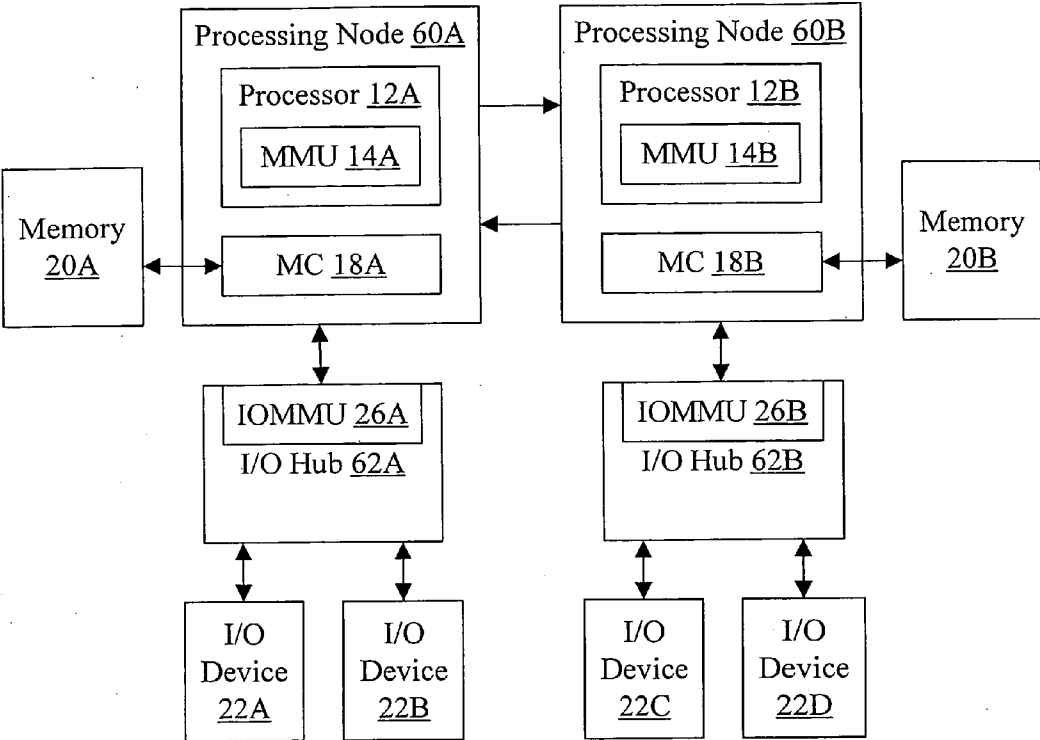 Processing Node 60A
Processor 12A
MMU 14A
MC 18A
Memory
20A
Processing Node 60B
Processor 12B
MMU 14B
MC 18B
Memory
20B
IOMMU 26A
I/O Hub 62A
IOMMU 26B
I/O Hub 62B
I/O
Device
22A
I/O
Device
22B
I/O
Device
22C
I/O
Device
22D